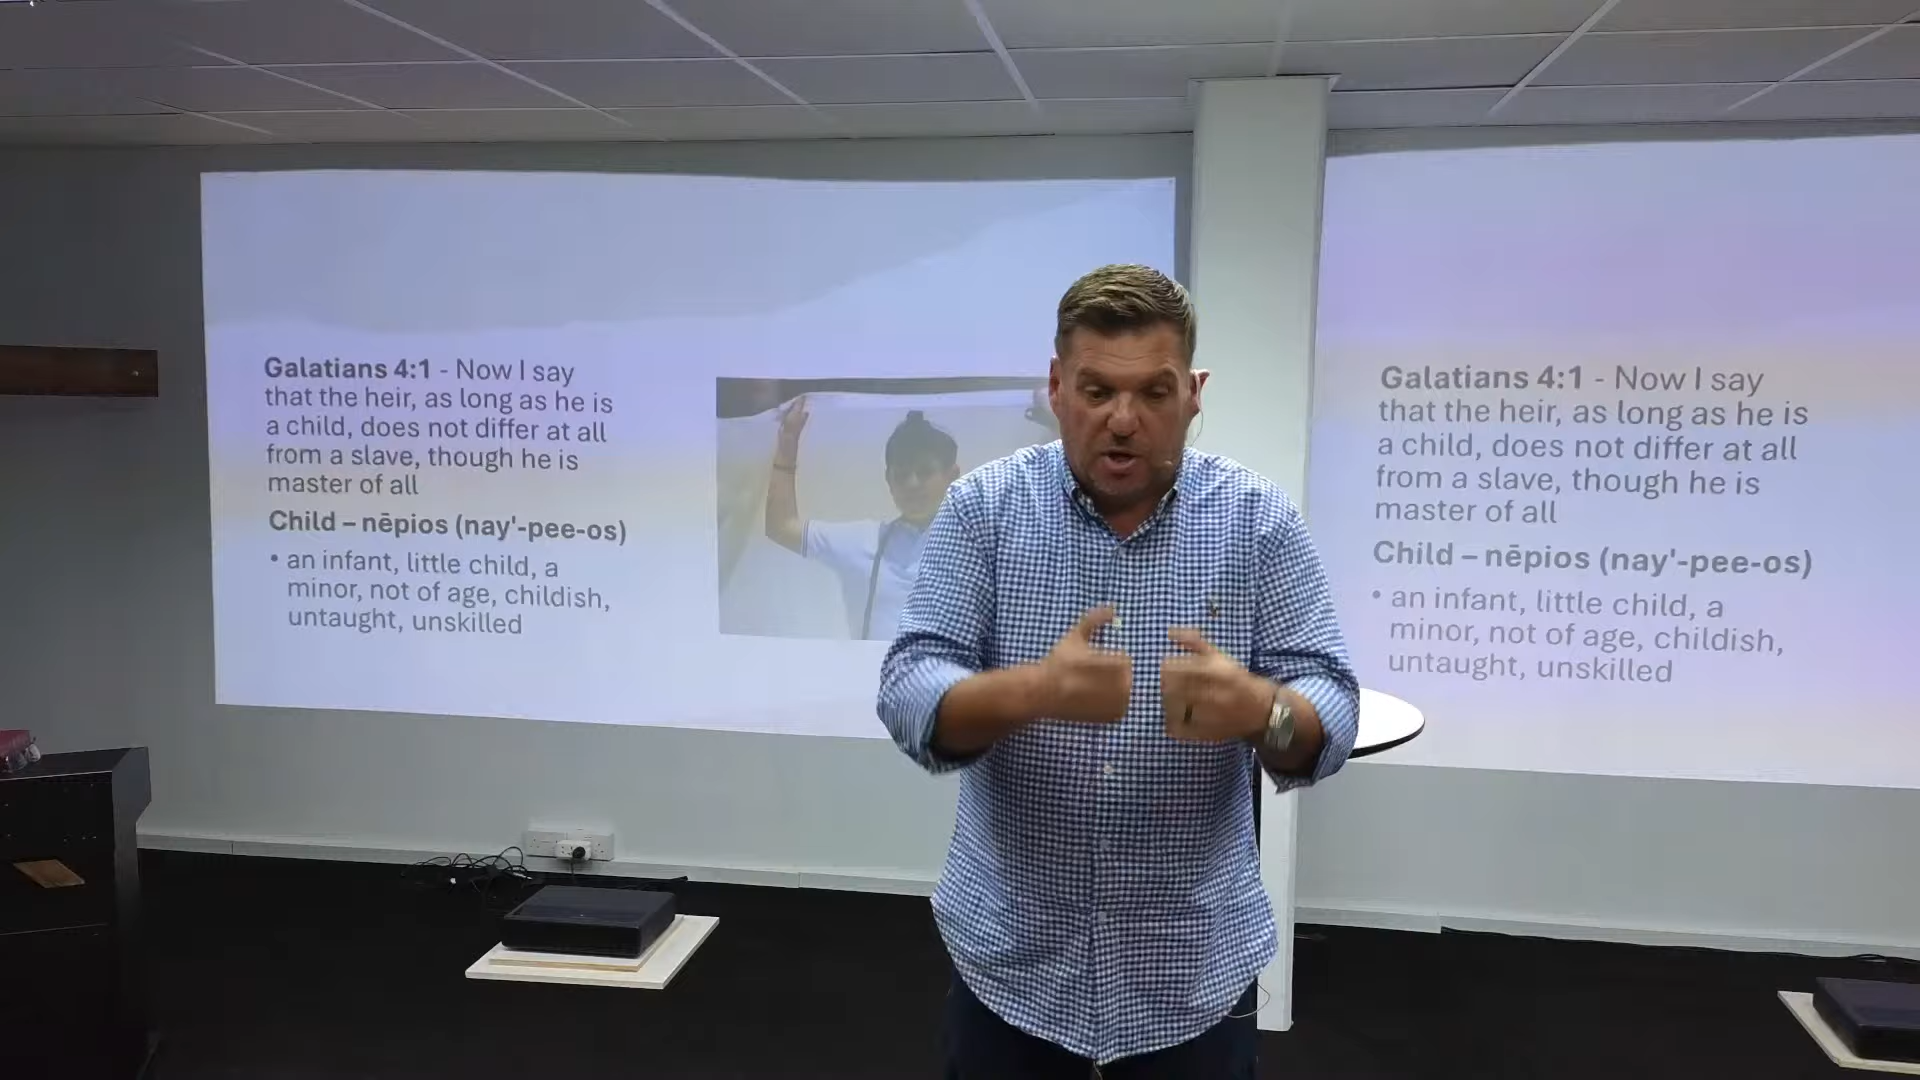 Galatians 4:1 - Now I say
that the heir, as long as he is
a child, does not differ at all
from a slave, though he is
master of all
Child – nēpios (nay'-pee-os)
• an infant, little child, a
minor, not of age, childish,
untaught, unskilled
Galatians 4:1 - Now I say
that the heir, as long as he is
a child, does not differ at all
from a slave, though he is
master of all
Child – nēpios (nay'-pee-os)
• an infant, little child, a
minor, not of age, childish,
untaught, unskilled